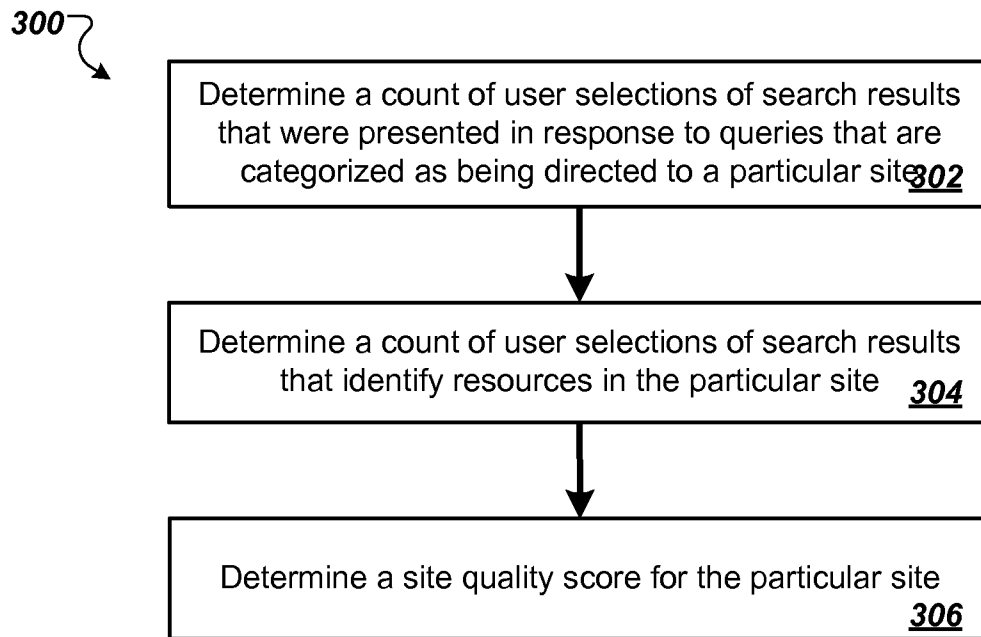 300
Determine a count of user selections of search results
that were presented in response to queries that are
categorized as being directed to a particular site
302
Determine a count of user selections of search results
that identify resources in the particular site
304
Determine a site quality score for the particular site
306